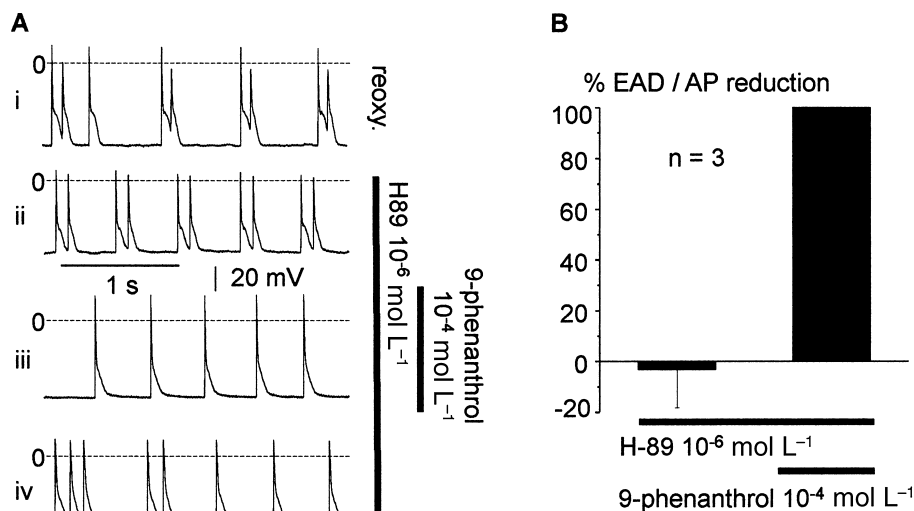 A
0
i
reoxy.
0
ii
1 s
20 mV
0
iii
0
iv
H89 10⁻⁶ mol L⁻¹
9-phenanthrol
10⁻⁴ mol L⁻¹
B
% EAD / AP reduction
100
80
60
40
20
0
-20
n = 3
H-89 10⁻⁶ mol L⁻¹
9-phenanthrol 10⁻⁴ mol L⁻¹